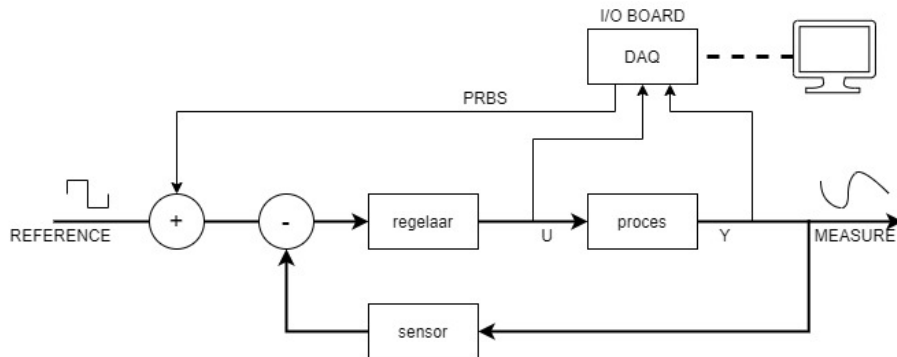 I/O BOARD
DAQ
PRBS
+
-
regelaar
proces
REFERENCE
U
Y
MEASURE
sensor